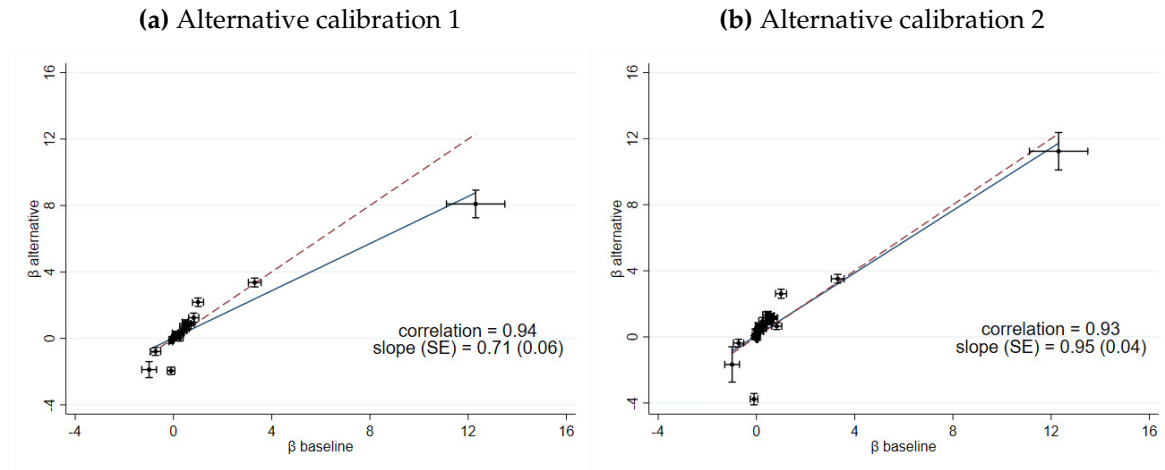 (a) Alternative calibration 1
16
12
8
4
0
-4
β alternative
correlation = 0.94
slope (SE) = 0.71 (0.06)
-4 0 4 8 12 16
β baseline
(b) Alternative calibration 2
16
12
8
4
0
-4
β alternative
correlation = 0.93
slope (SE) = 0.95 (0.04)
-4 0 4 8 12 16
β baseline